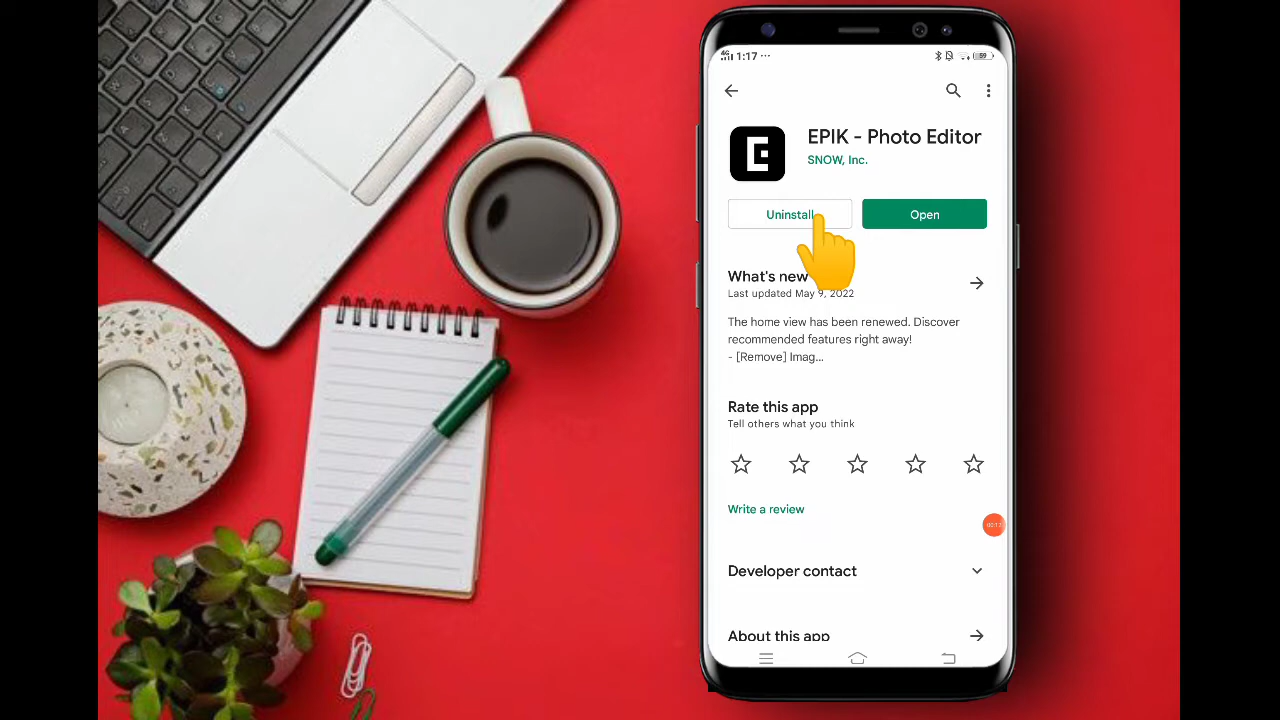 4G 1:17 ···
59
EPIK - Photo Editor
SNOW, Inc.
Uninstall
Open
What's new
Last updated May 9, 2022
The home view has been renewed. Discover
recommended features right away!
- [Remove] Imag...
Rate this app
Tell others what you think
Write a review
Developer contact
About this app